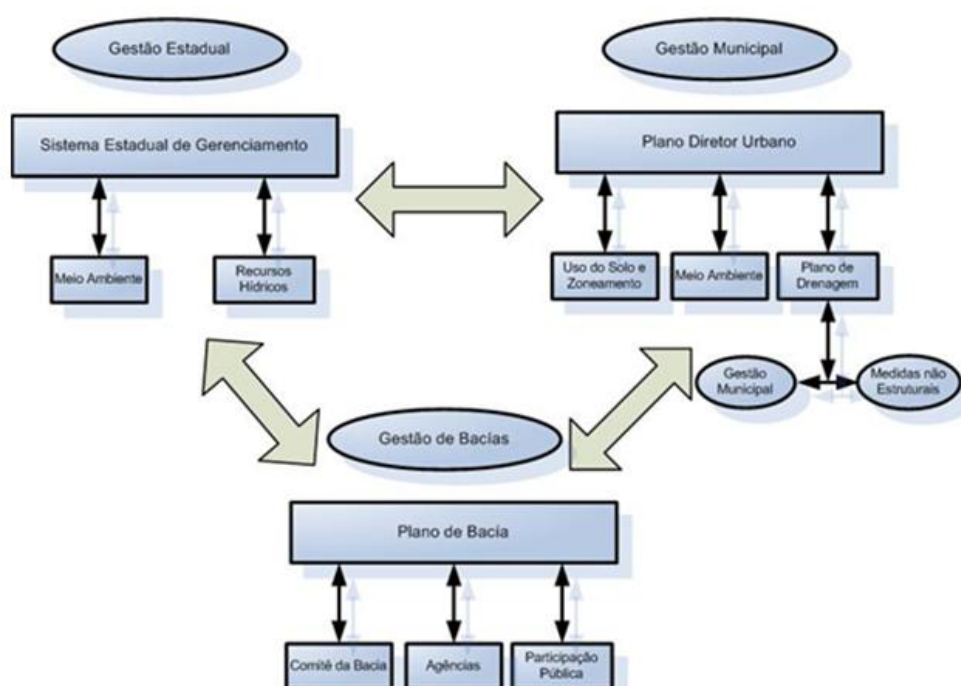 Gestão Estadual
Sistema Estadual de Gerenciamento
Meio Ambiente
Recursos
Hídricos
Gestão Municipal
Plano Diretor Urbano
Uso do Solo e
Zoneamento
Meio Ambiente
Plano de
Drenagem
Gestão
Municipal
Medidas não
Estruturais
Gestão de Bacías
Plano de Bacía
Comitê da Bacia
Agências
Participação
Pública